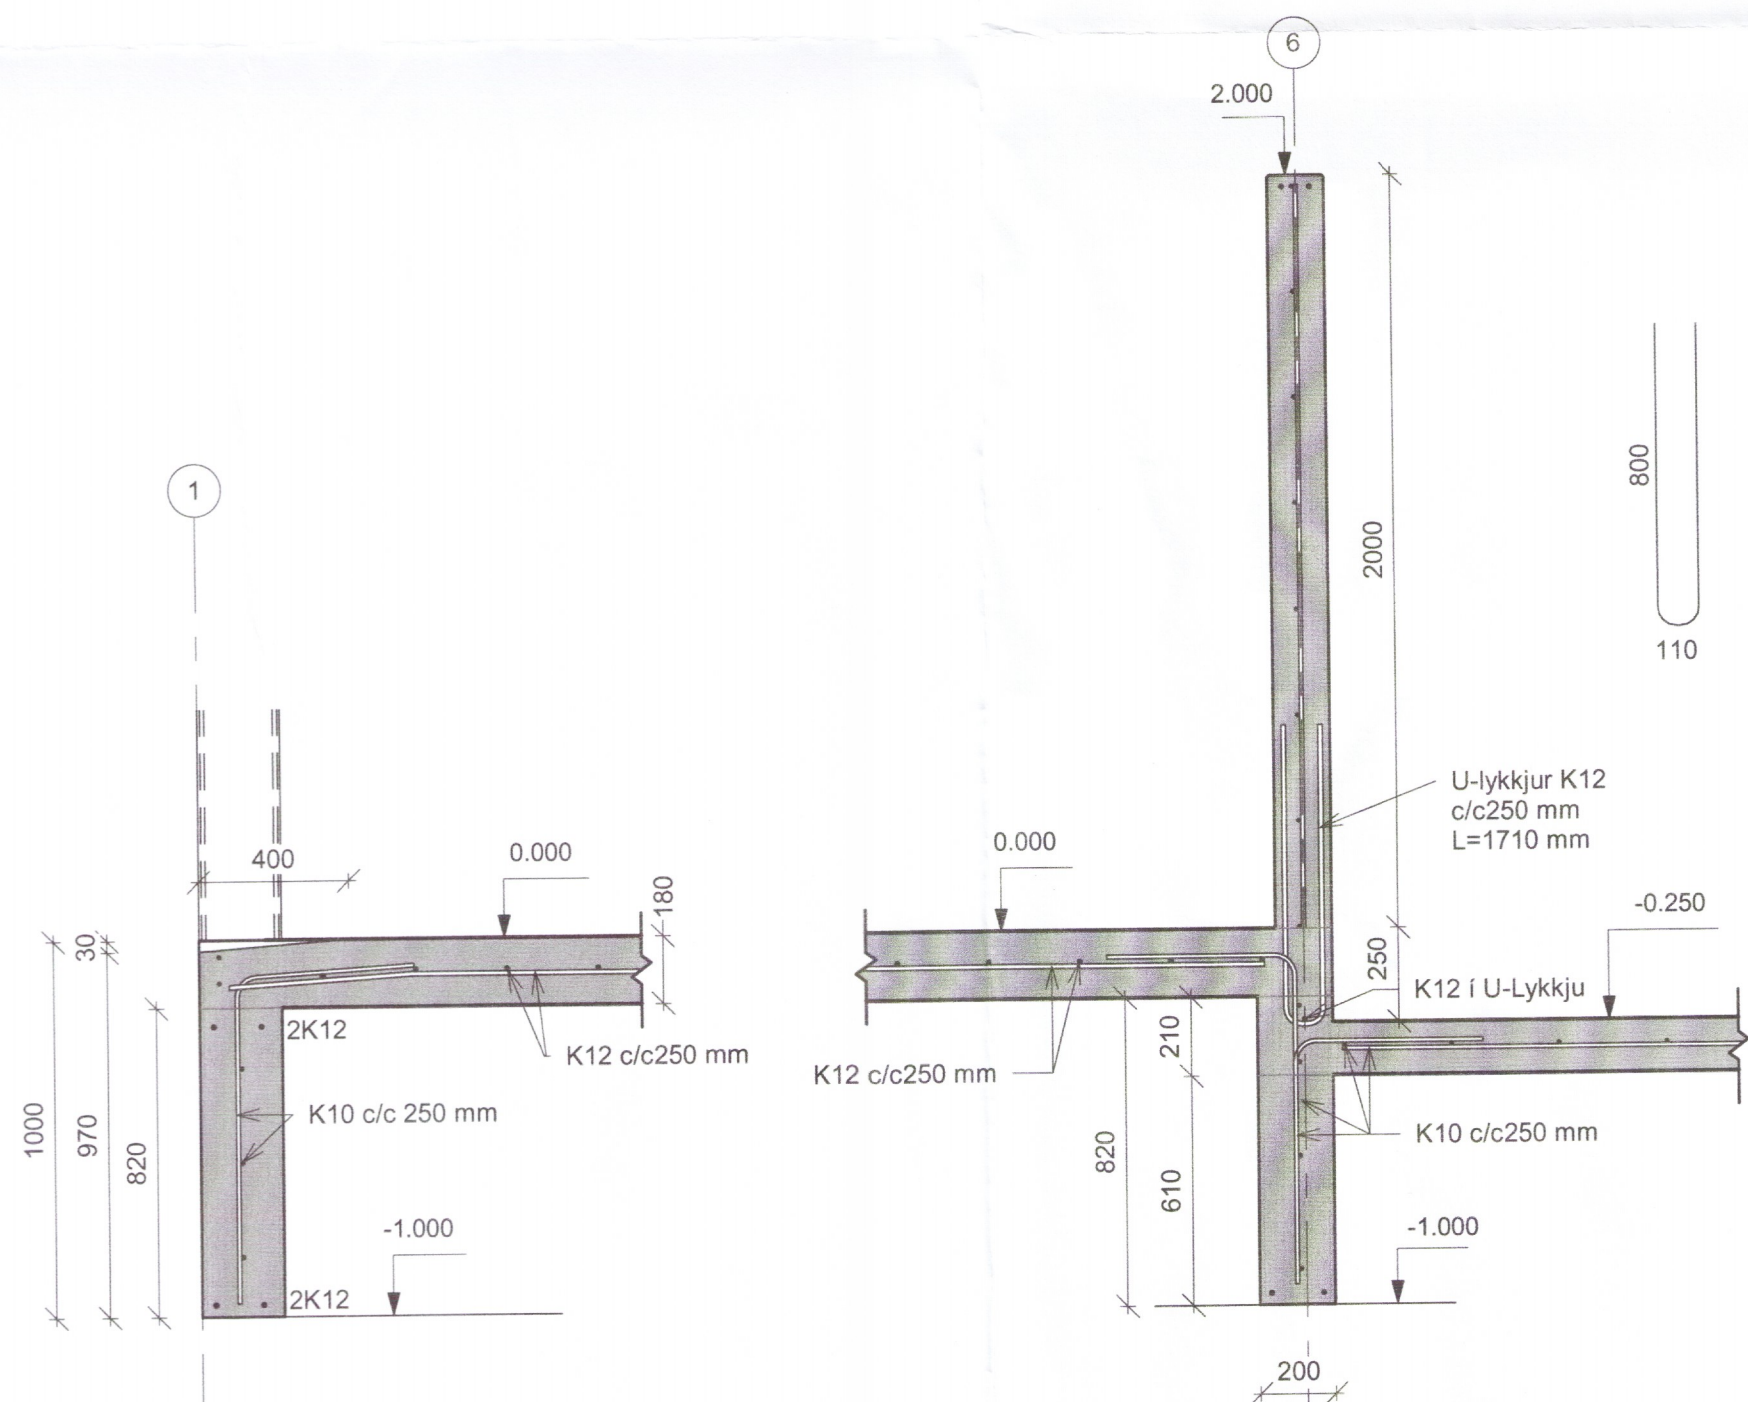 6
2.000
2000
800
110
1
400
0.000
180
30
1000
970
820
2K12
K12 c/c250 mm
K10 c/c 250 mm
-1.000
2K12
0.000
U-lykkjur K12
c/c250 mm
L=1710 mm
-0.250
250
K12 í U-Lykkju
210
K12 c/c250 mm
K10 c/c250 mm
820
610
-1.000
200